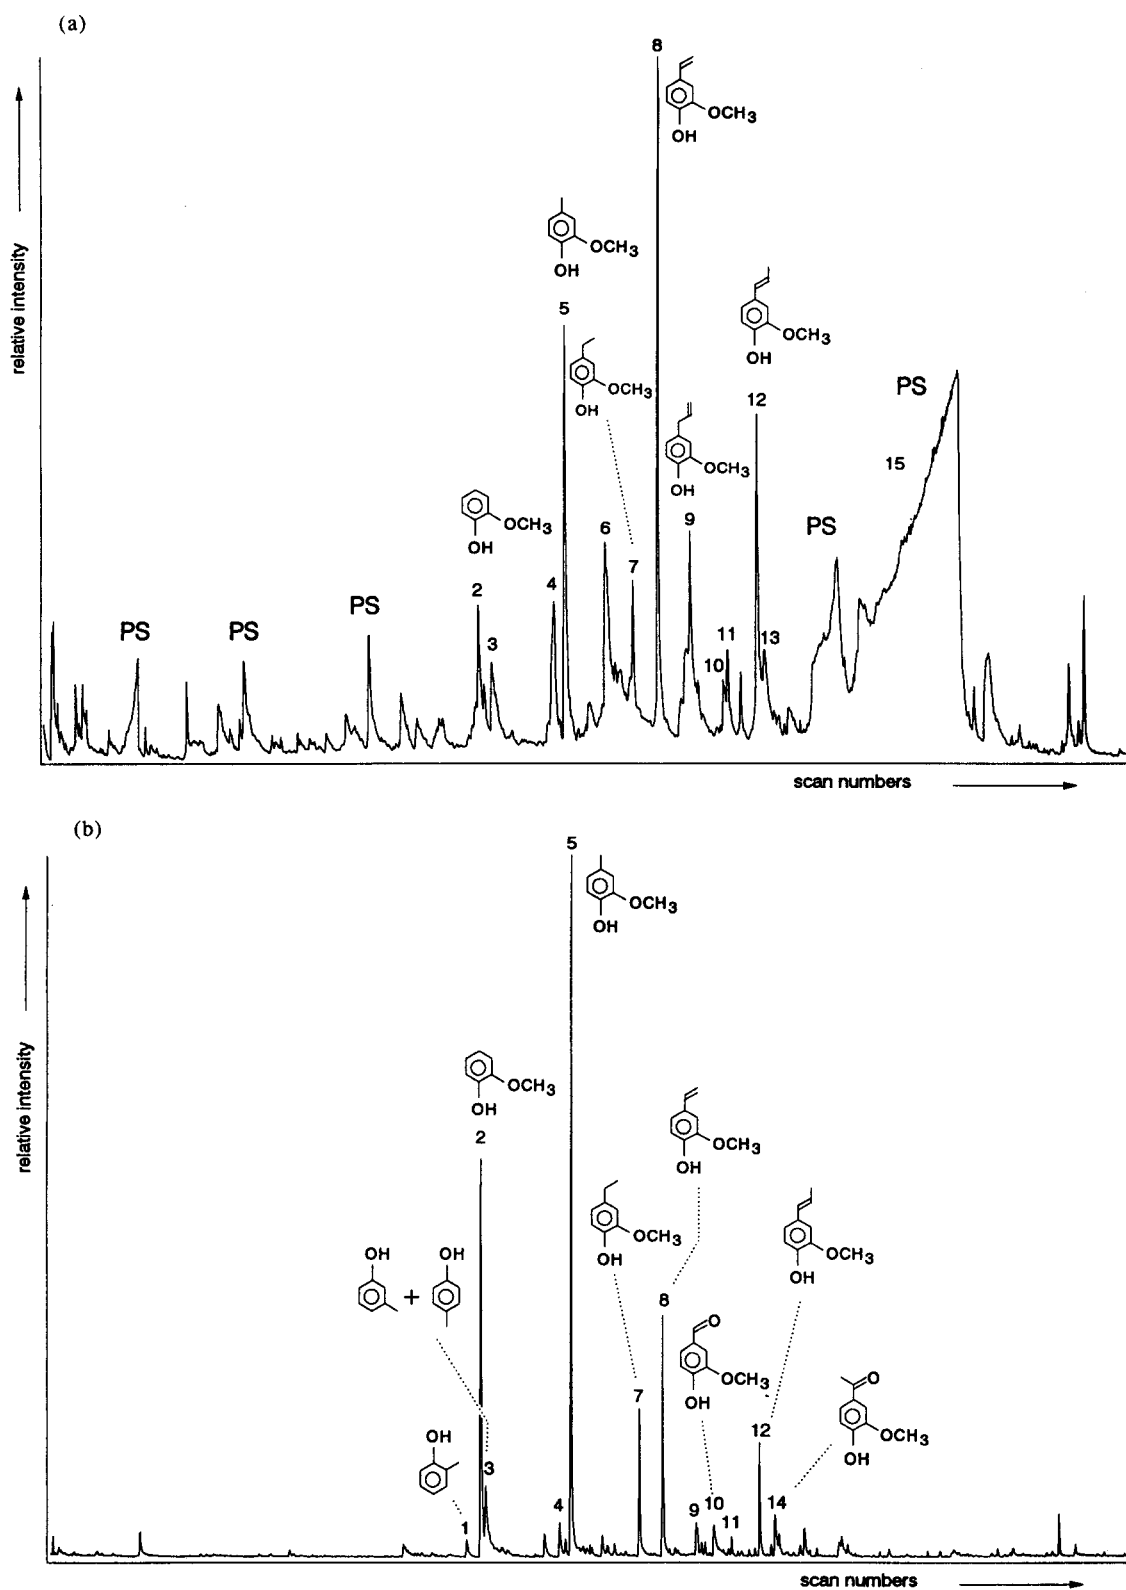 (a)
8
OCH3
OH
OCH3
OH
5
OCH3
OH
OCH3
OH
12
PS
15
OCH3
OH
9
OCH3
OH
PS
6
7
4
2
PS
PS
PS
3
11
13
10
relative intensity
scan numbers
(b)
5
OCH3
OH
OCH3
OH
2
OCH3
OH
OCH3
OH
OCH3
OH
OH
OH
+
8
O
OCH3
OH
7
O
OCH3
OH
12
OH
3
1
4
9
10
11
14
relative intensity
scan numbers